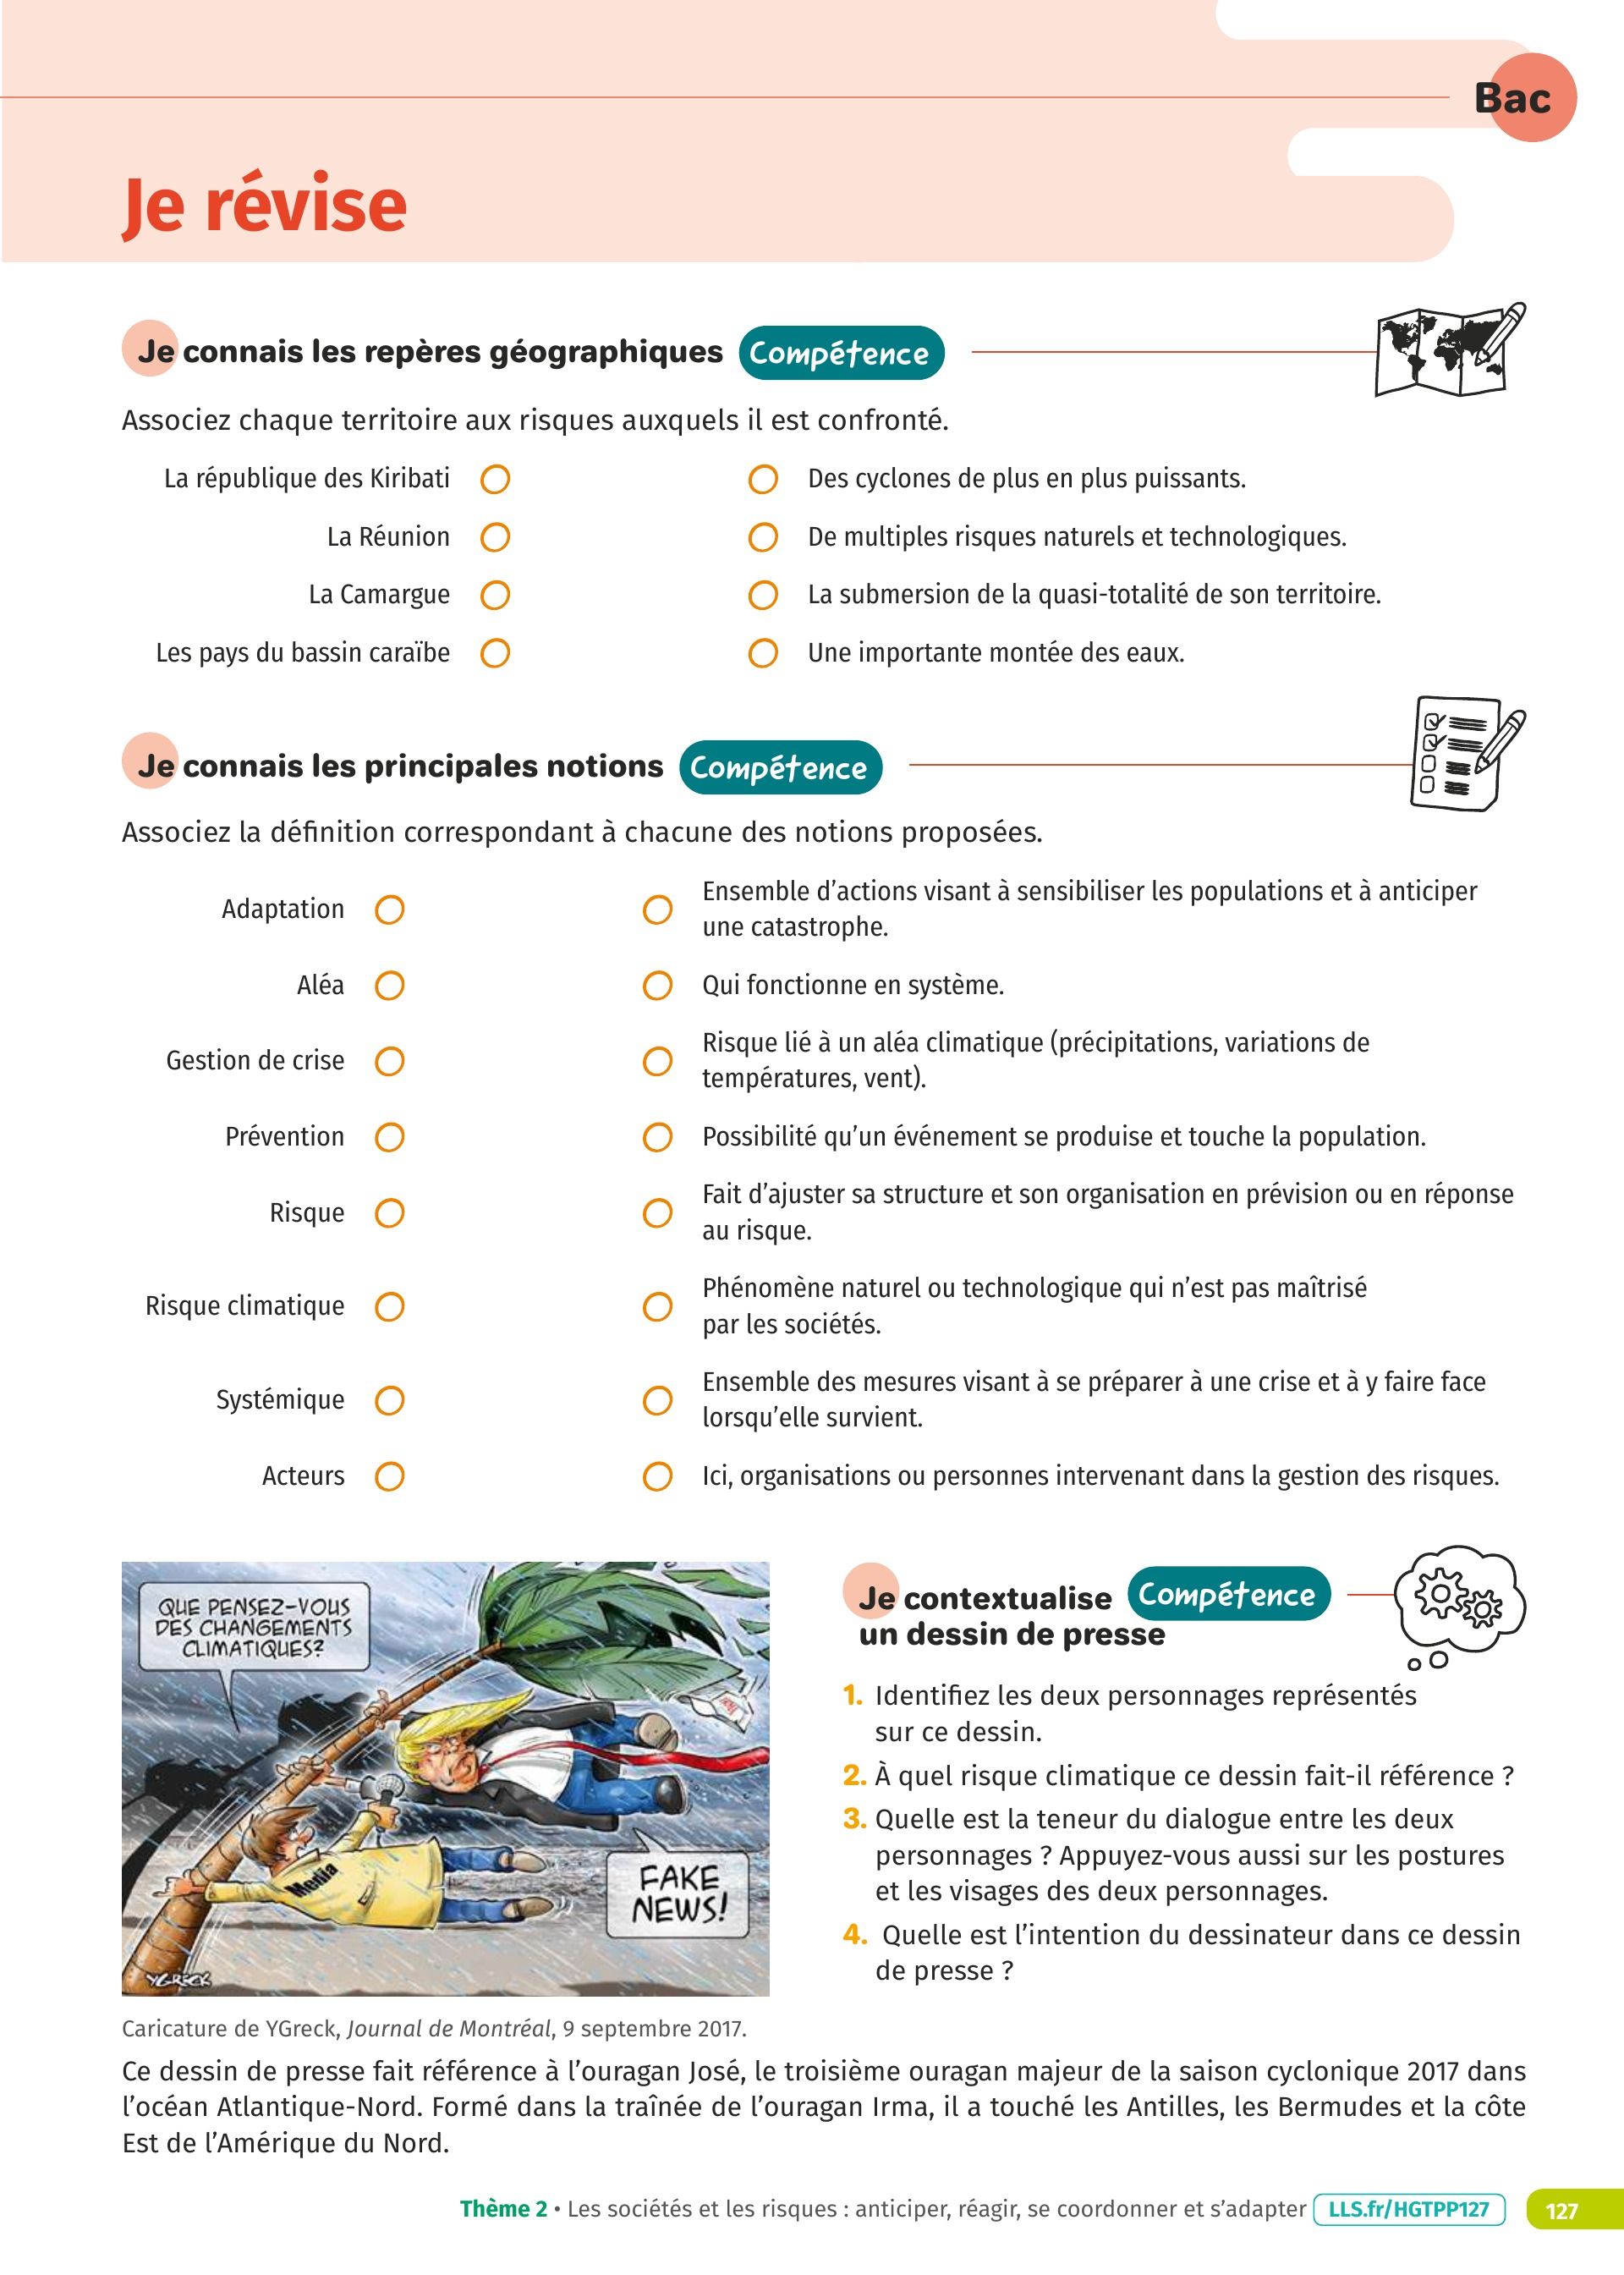 Bac
Je révise
Je connais les repères géographiques Compétence
Associez chaque territoire aux risques auxquels il est confronté.
La république des Kiribati
Des cyclones de plus en plus puissants.
La Réunion
De multiples risques naturels et technologiques.
La Camargue
La submersion de la quasi-totalité de son territoire.
Les pays du bassin caraïbe
Une importante montée des eaux.
Je connais les principales notions Compétence
Associez la définition correspondant à chacune des notions proposées.
Adaptation
Ensemble d’actions visant à sensibiliser les populations et à anticiper
une catastrophe.
Aléa
Qui fonctionne en système.
Gestion de crise
Risque lié à un aléa climatique (précipitations, variations de
températures, vent).
Prévention
Possibilité qu’un événement se produise et touche la population.
Risque
Fait d’ajuster sa structure et son organisation en prévision ou en réponse
au risque.
Risque climatique
Phénomène naturel ou technologique qui n’est pas maîtrisé
par les sociétés.
Systémique
Ensemble des mesures visant à se préparer à une crise et à y faire face
lorsqu’elle survient.
Acteurs
Ici, organisations ou personnes intervenant dans la gestion des risques.
QUE PENSEZ-VOUS
DES CHANGEMENTS
CLIMATIQUES?
Media
FAKE
NEWS!
YGRECK
Caricature de YGreck, Journal de Montréal, 9 septembre 2017.
Je contextualise Compétence
un dessin de presse
1. Identifiez les deux personnages représentés
sur ce dessin.
2. À quel risque climatique ce dessin fait-il référence ?
3. Quelle est la teneur du dialogue entre les deux
personnages ? Appuyez-vous aussi sur les postures
et les visages des deux personnages.
4. Quelle est l’intention du dessinateur dans ce dessin
de presse ?
Ce dessin de presse fait référence à l’ouragan José, le troisième ouragan majeur de la saison cyclonique 2017 dans
l’océan Atlantique-Nord. Formé dans la traînée de l’ouragan Irma, il a touché les Antilles, les Bermudes et la côte
Est de l’Amérique du Nord.
Thème 2 • Les sociétés et les risques : anticiper, réagir, se coordonner et s’adapter LLS.fr/HGTPP127 127